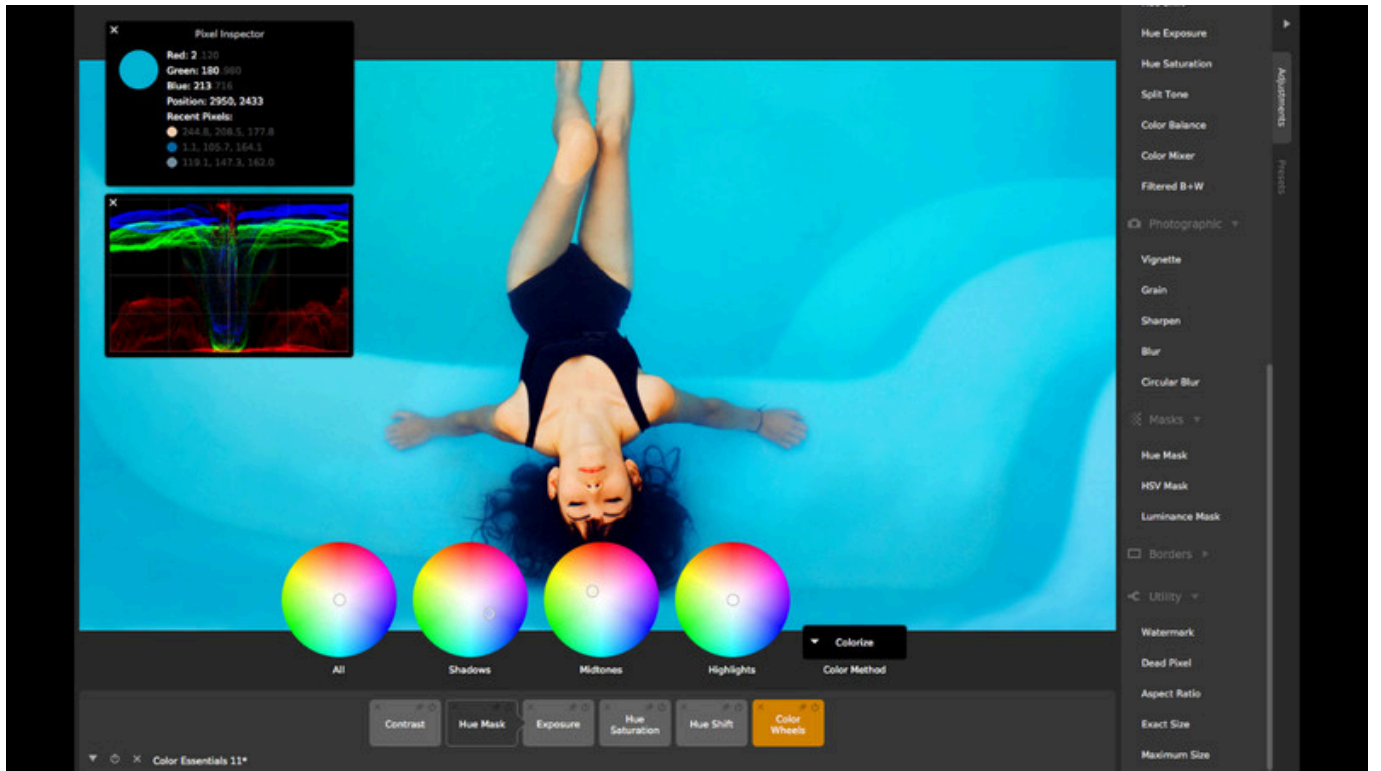 Pixel Inspector
Red: 2.120
Green: 180.980
Blue: 213.716
Position: 2950, 2433
Recent Pixels:
244.8, 208.5, 177.8
1.1, 105.7, 164.1
119.1, 147.3, 162.0
Hue Exposure
Hue Saturation
Split Tone
Color Balance
Color Mixer
Filtered B+W
Photographic
Vignette
Grain
Sharpen
Blur
Circular Blur
Masks
Hue Mask
HSV Mask
Luminance Mask
Borders
Utility
Watermark
Dead Pixel
Aspect Ratio
Exact Size
Maximum Size
Adjustments
Presets
All
Shadows
Midtones
Highlights
Colorize
Color Method
Contrast
Hue Mask
Exposure
Hue
Saturation
Hue Shift
Color
Wheels
Color Essentials 11*